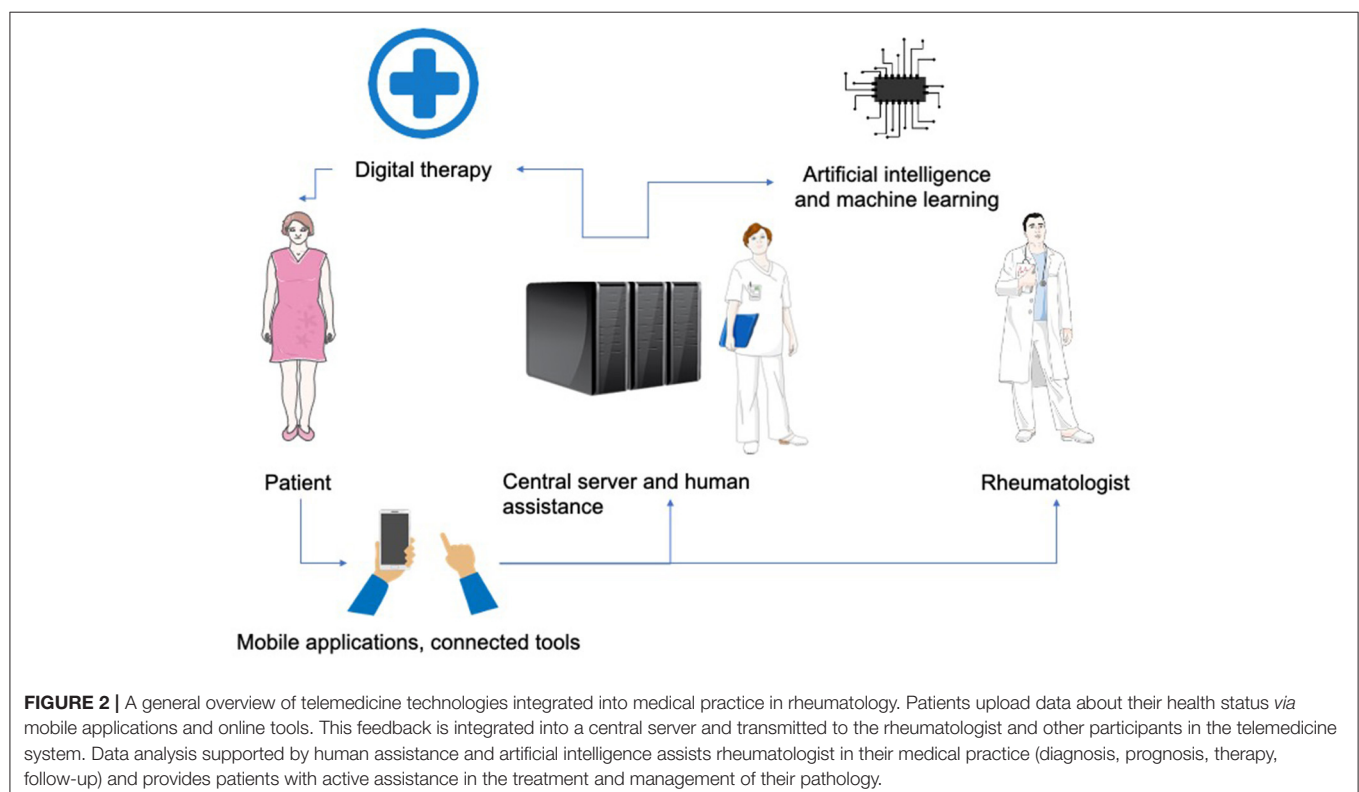 Digital therapy
Artificial intelligence
and machine learning
Patient
Central server and human
assistance
Rheumatologist
Mobile applications, connected tools
FIGURE 2 | A general overview of telemedicine technologies integrated into medical practice in rheumatology. Patients upload data about their health status via
mobile applications and online tools. This feedback is integrated into a central server and transmitted to the rheumatologist and other participants in the telemedicine
system. Data analysis supported by human assistance and artificial intelligence assists rheumatologist in their medical practice (diagnosis, prognosis, therapy,
follow-up) and provides patients with active assistance in the treatment and management of their pathology.